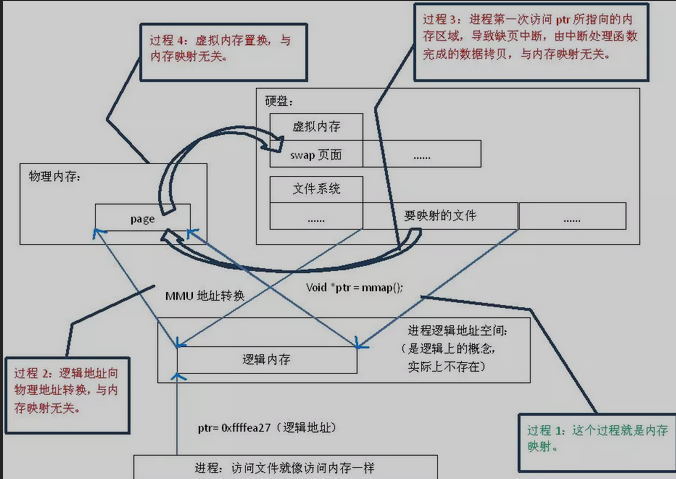 过程 4：虚拟内存置换，与
内存映射无关。
过程 3：进程第一次访问 ptr 所指向的内
存区域，导致缺页中断，由中断处理函数
完成的数据拷贝，与内存映射无关。
硬盘：
虚拟内存
swap 页面
......
文件系统
......
要映射的文件
......
物理内存：
page
MMU 地址转换
Void *ptr = mmap();
进程逻辑地址空间：
（是逻辑上的概念，
实际上不存在）
逻辑内存
过程 2：逻辑地址向
物理地址转换，与内
存映射无关。
过程 1：这个过程就是内存
映射。
ptr= 0xffffea27（逻辑地址）
进程：访问文件就像访问内存一样